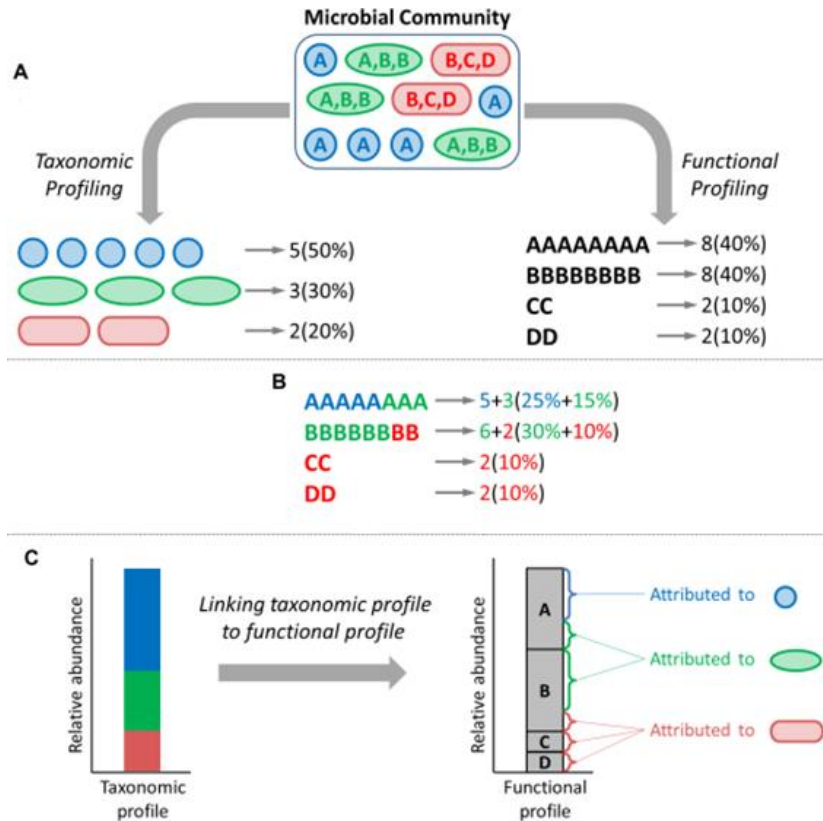 Microbial Community
A
A A,B,B B,C,D
A,B,B B,C,D A
A A A A,B,B
Taxonomic
Profiling
Functional
Profiling
5(50%)
3(30%)
2(20%)
AAAAAAAA 8(40%)
BBBBBBBB 8(40%)
CC 2(10%)
DD 2(10%)
B
AAAAAAAA 5+3(25%+15%)
BBBBBBBB 6+2(30%+10%)
CC 2(10%)
DD 2(10%)
C
Relative abundance
Taxonomic
profile
Linking taxonomic profile
to functional profile
Relative abundance
A
B
C
D
Functional
profile
Attributed to
Attributed to
Attributed to